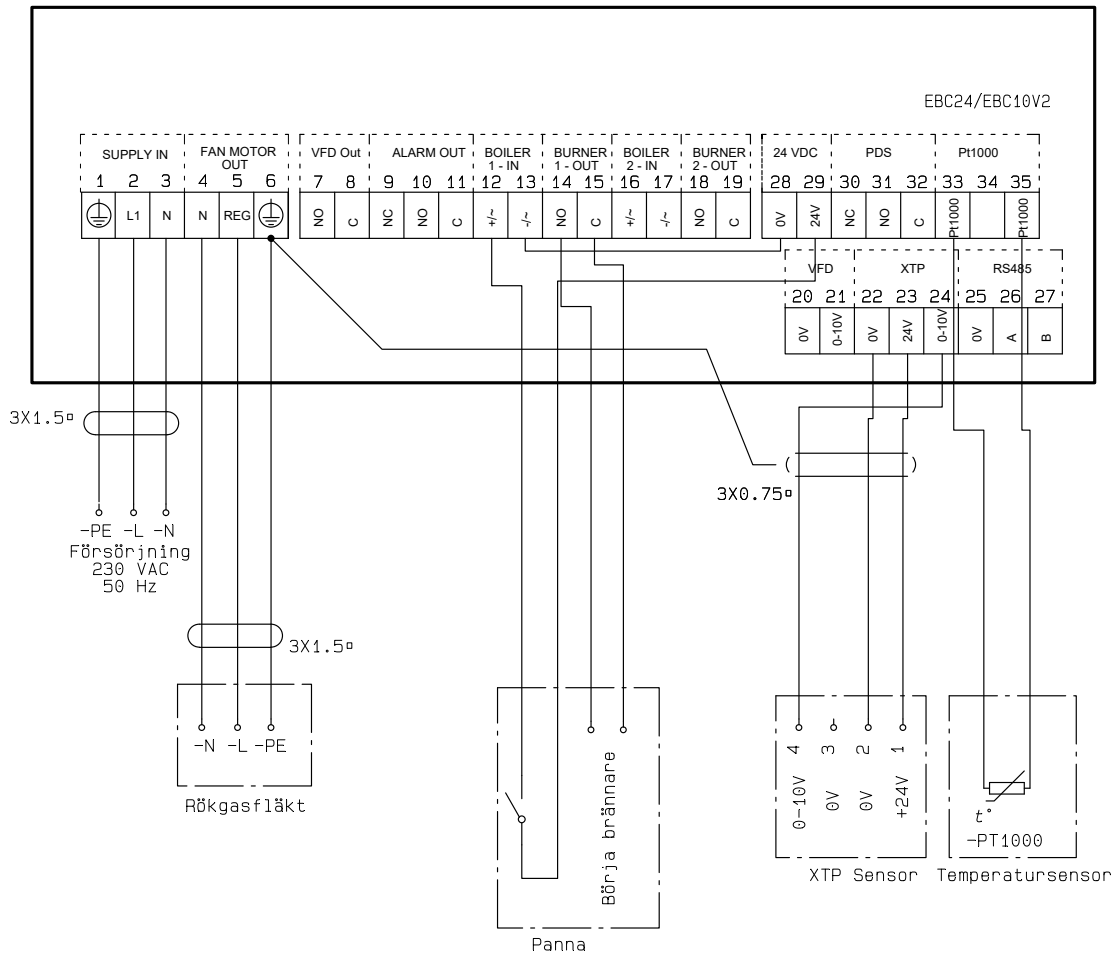 EBC24/EBC10V2
SUPPLY IN
FAN MOTOR
OUT
VFD Out
ALARM OUT
BOILER
1 - IN
BURNER
1 - OUT
BOILER
2 - IN
BURNER
2 - OUT
24 VDC
PDS
Pt1000
1 2 3 4 5 6 7 8 9 10 11 12 13 14 15 16 17 18 19 28 29 30 31 32 33 34 35
L1 N N REG NO C NC NO C +/~ -/~ NO C +/~ -/~ NO C 0V 24V NC NO C Pt1000 Pt1000
VFD
XTP
RS485
20 21 22 23 24 25 26 27
0V 0-10V 0V 24V 0-10V 0V A B
3X1.5
3X0.75
-PE -L -N
Försörjning
230 VAC
50 Hz
3X1.5
-N -L -PE
Rökgasfläkt
Börja brännare
Panna
4 3 2 1
0-10V 0V 0V +24V
XTP Sensor
t°
-PT1000
Temperatursensor